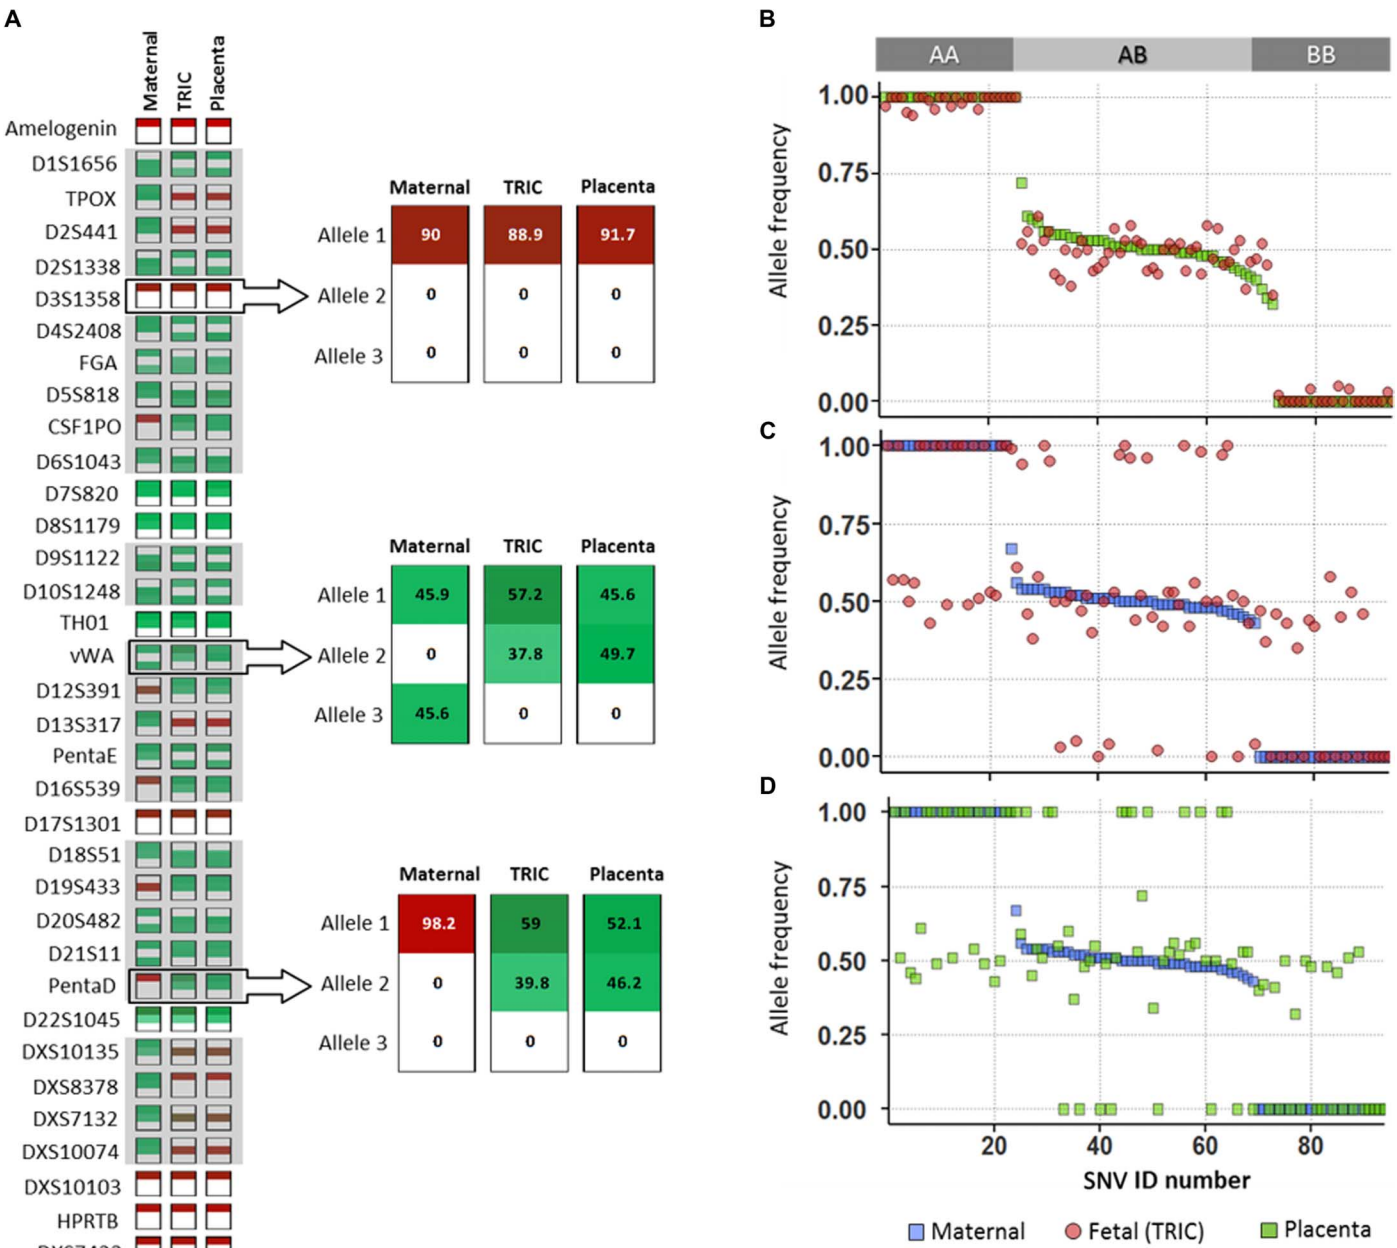 A
Maternal TRIC Placenta
Amelogenin
D1S1656
TPOX
D2S441
D2S1338
D3S1358
D4S2408
FGA
D5S818
CSF1PO
D6S1043
D7S820
D8S1179
D9S1122
D10S1248
TH01
vWA
D12S391
D13S317
PentaE
D16S539
D17S1301
D18S51
D19S433
D20S482
D21S11
PentaD
D22S1045
DXS10135
DXS8378
DXS7132
DXS10074
DXS10103
HPRTB
Maternal TRIC Placenta
Allele 1 90 88.9 91.7
Allele 2 0 0 0
Allele 3 0 0 0
Maternal TRIC Placenta
Allele 1 45.9 57.2 45.6
Allele 2 0 37.8 49.7
Allele 3 45.6 0 0
Maternal TRIC Placenta
Allele 1 98.2 59 52.1
Allele 2 0 39.8 46.2
Allele 3 0 0 0
B
AA AB BB
Allele frequency
1.00
0.75
0.50
0.25
0.00
C
Allele frequency
1.00
0.75
0.50
0.25
0.00
D
Allele frequency
1.00
0.75
0.50
0.25
0.00
20 40 60 80
SNV ID number
Maternal Fetal (TRIC) Placenta